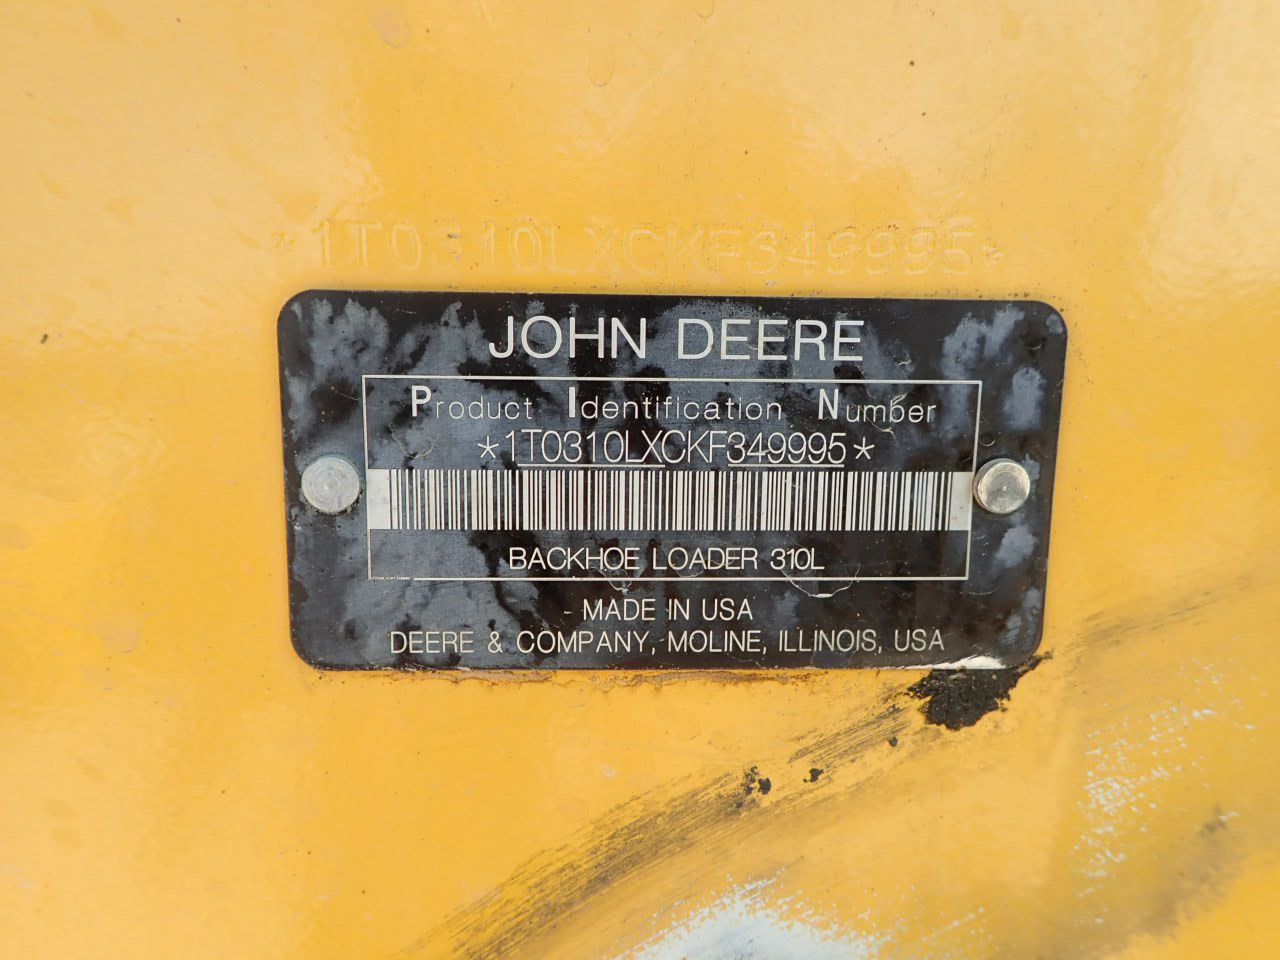 *1T0310LXCKF349995*
JOHN DEERE
Product Identification Number
*1T0310LXCKF349995*
BACKHOE LOADER 310L
MADE IN USA
DEERE & COMPANY, MOLINE, ILLINOIS, USA